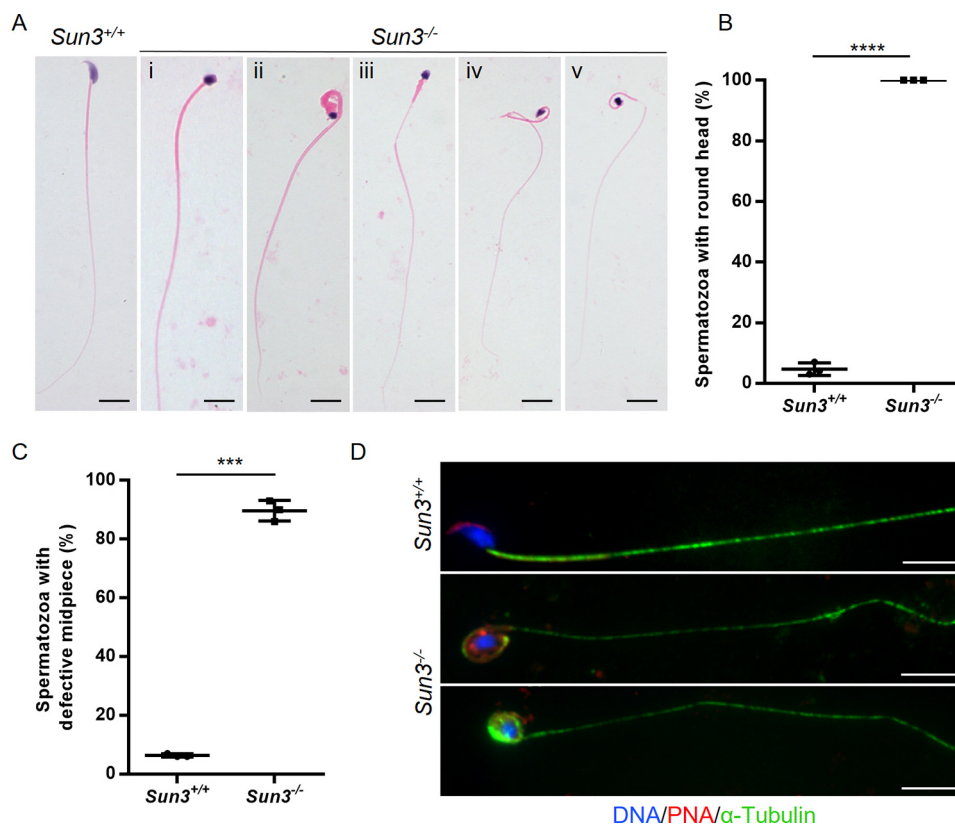 A
Sun3+/+
Sun3-/-
i
ii
iii
iv
v
B
****
Spermatozoa with round head (%)
100
80
60
40
20
0
Sun3+/+
Sun3-/-
C
***
Spermatozoa with
defective midpiece (%)
100
80
60
40
20
0
Sun3+/+
Sun3-/-
D
Sun3+/+
Sun3-/-
DNA/PNA/α-Tubulin